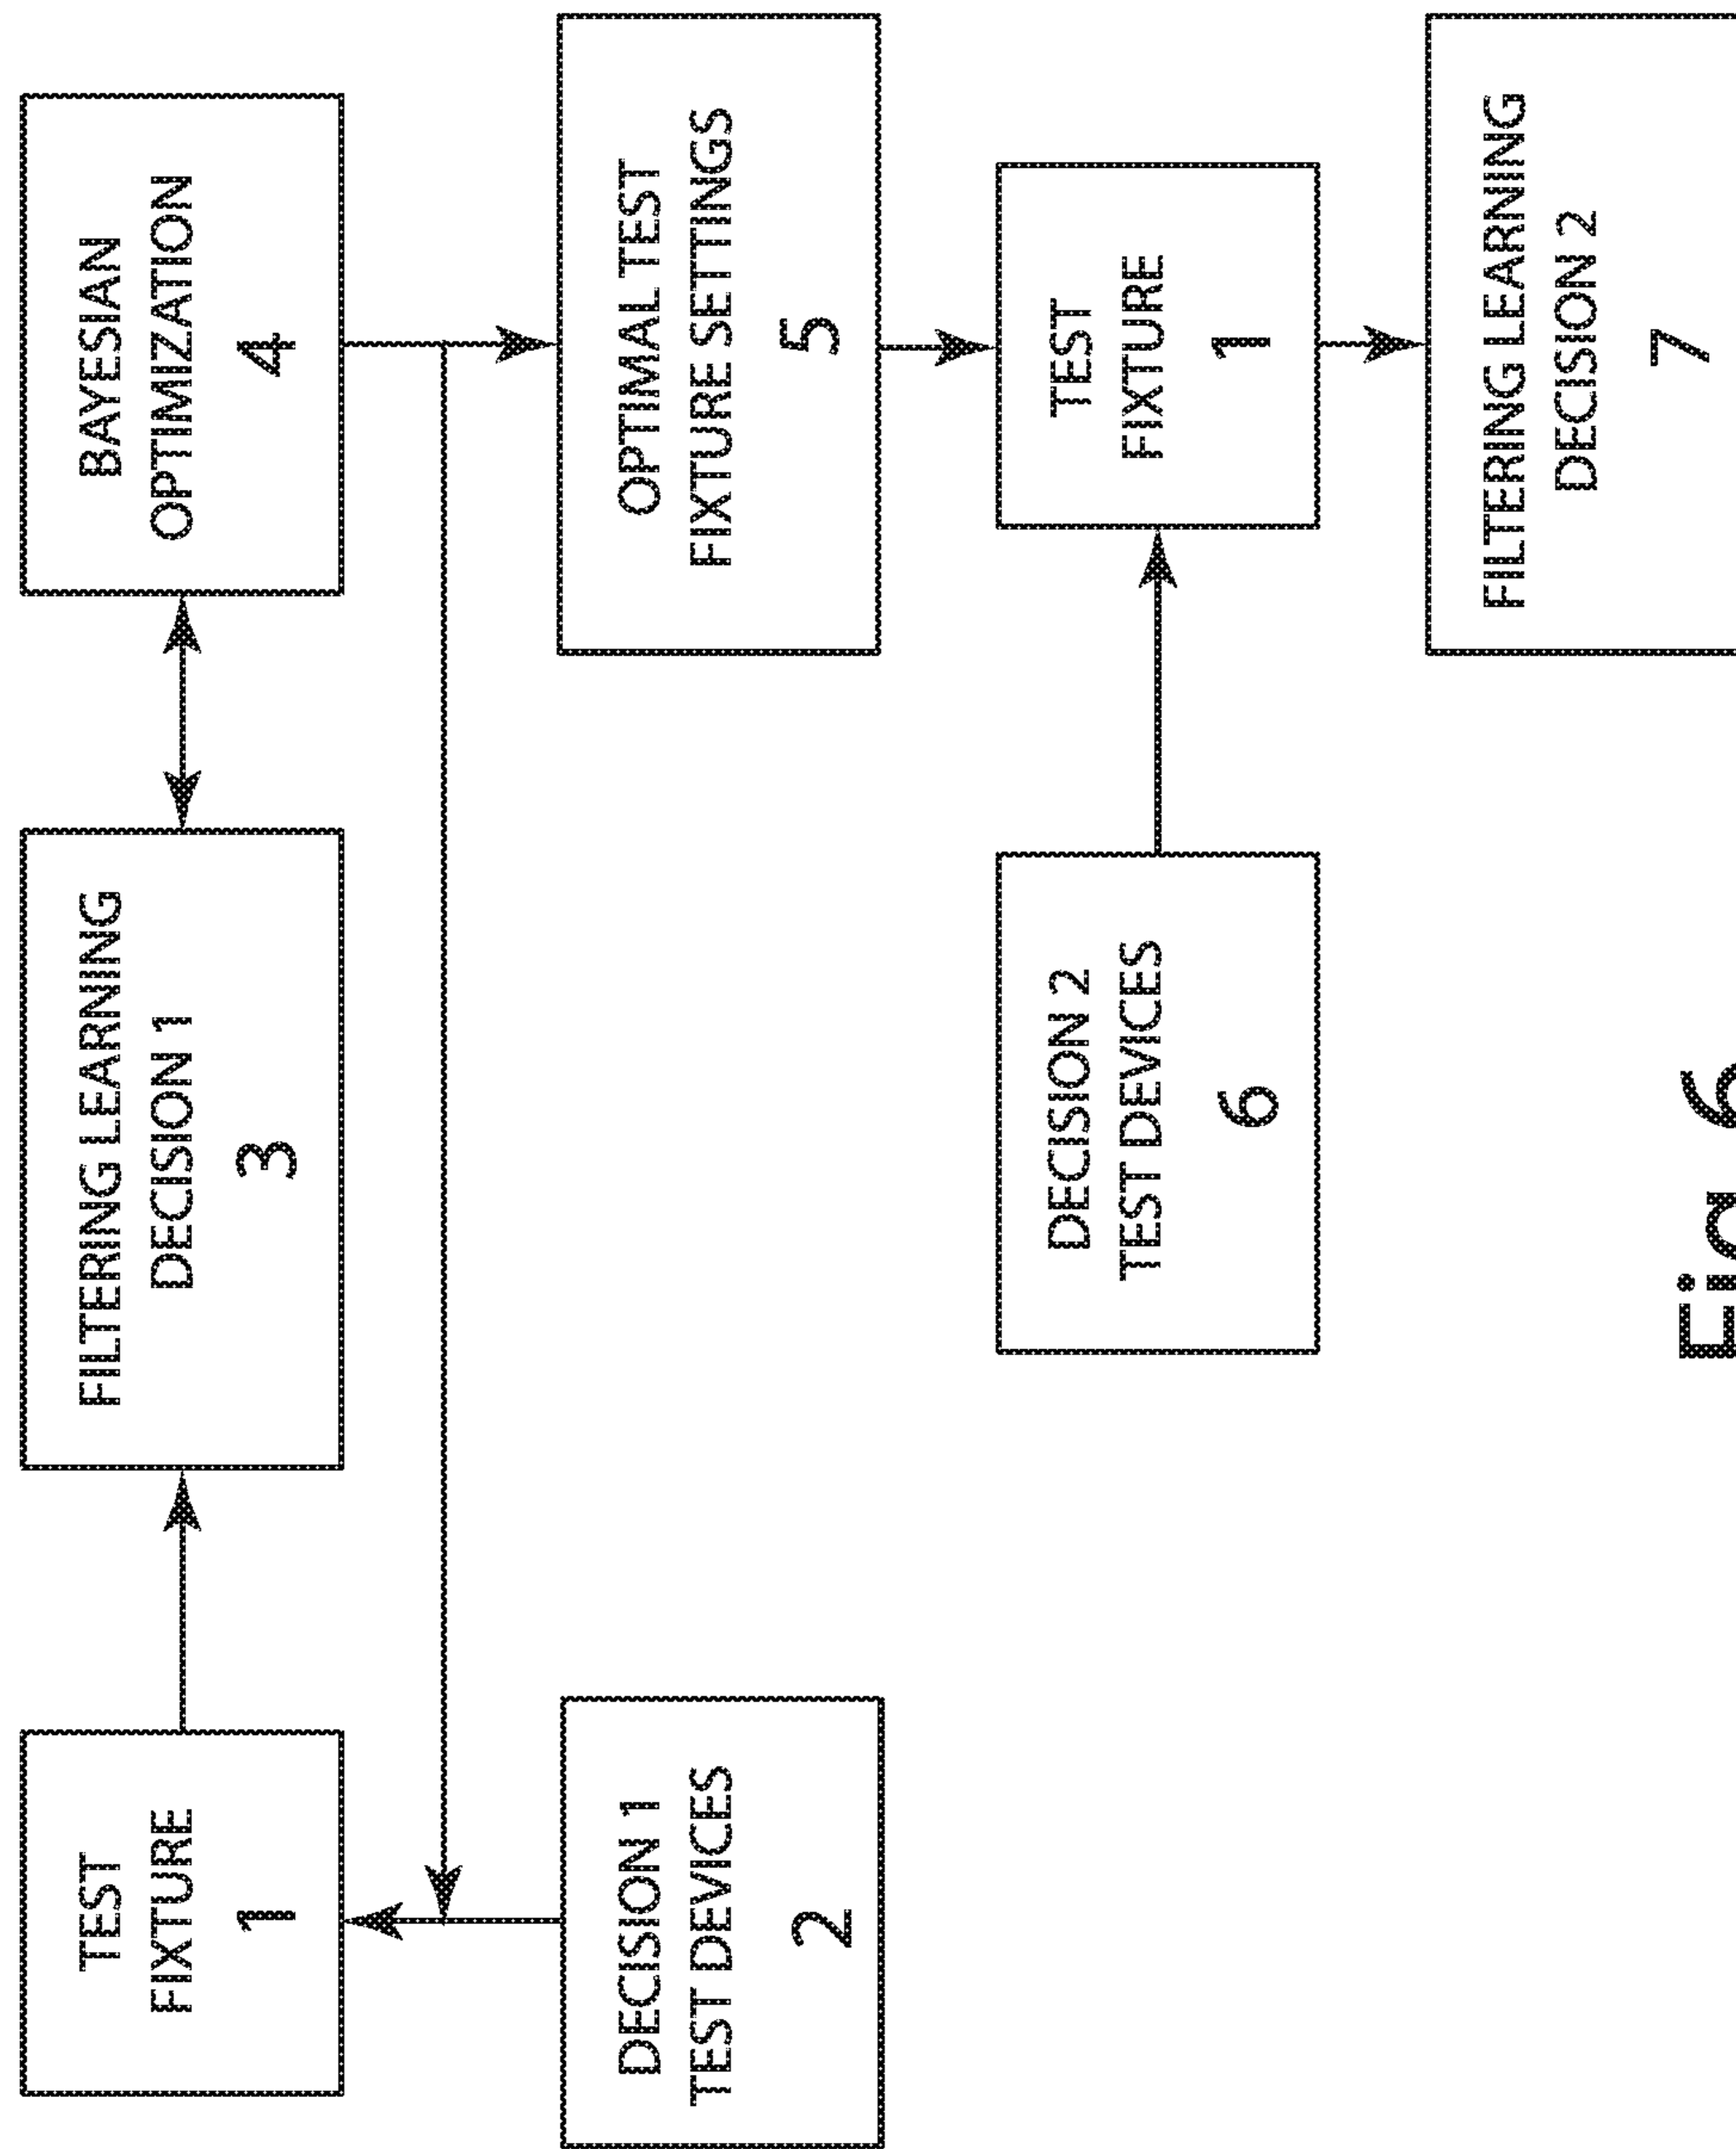 TEST
FIXTURE
1
FILTERING LEARNING
DECISION 1
3
BAYESIAN
OPTIMIZATION
4
DECISION 1
TEST DEVICES
2
OPTIMAL TEST
FIXTURE SETTINGS
5
DECISION 2
TEST DEVICES
6
TEST
FIXTURE
1
FILTERING LEARNING
DECISION 2
7
Fig. 6